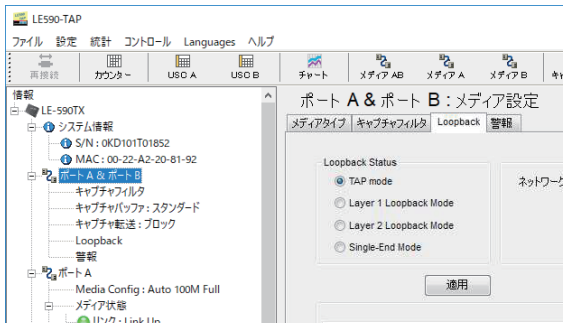 LE590-TAP
ファイル 設定 統計 コントロール Languages ヘルプ
再接続 カウンター USC A USC B チャート メディア AB メディア A メディア B
情報
LE-590TX
システム情報
S/N : 0KD101T01852
MAC : 00-22-A2-20-81-92
ポート A & ポート B
キャプチャフィルタ
キャプチャバッファ : スタンダード
キャプチャ転送 : ブロック
Loopback
警報
ポート A
Media Config : Auto 100M Full
メディア状態
リンク : Link Up
ポート A & ポート B : メディア設定
メディアタイプ キャプチャフィルタ Loopback 警報
Loopback Status
TAP mode
ネットワーク
Layer 1 Loopback Mode
Layer 2 Loopback Mode
Single-End Mode
適用